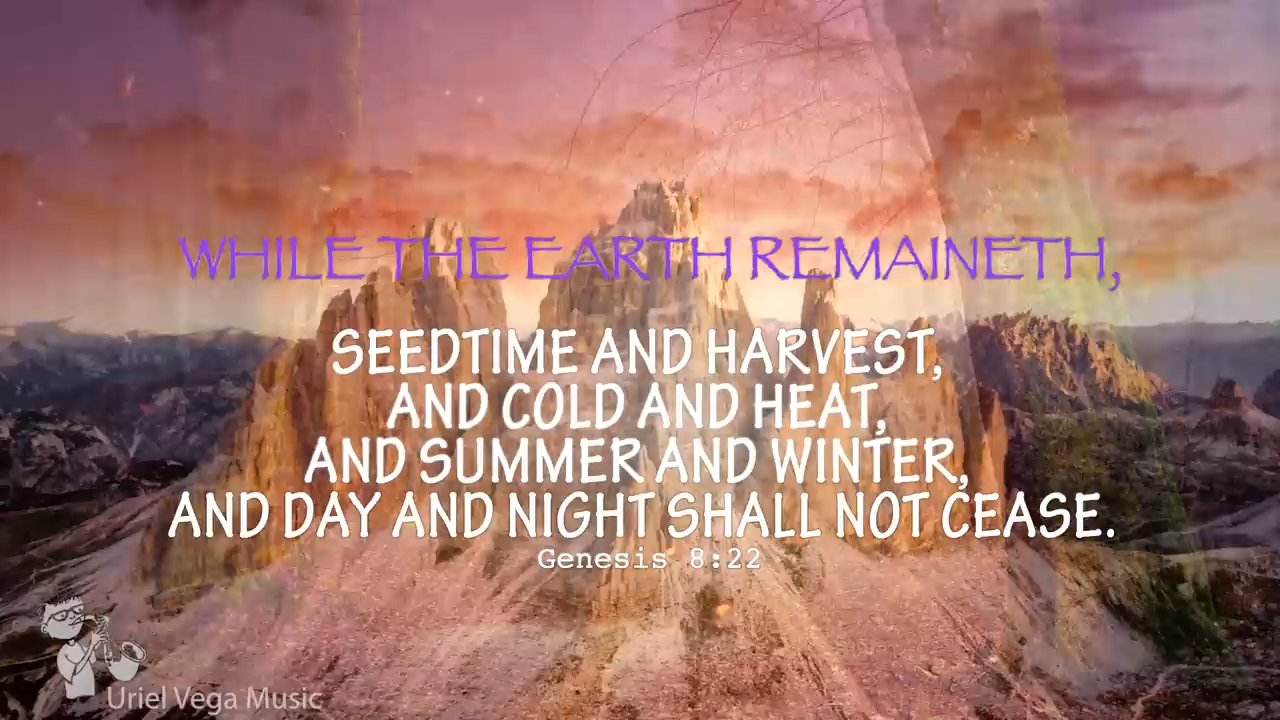 WHILE THE EARTH REMAINETH,
SEEDTIME AND HARVEST,
AND COLD AND HEAT,
AND SUMMER AND WINTER,
AND DAY AND NIGHT SHALL NOT CEASE.
Genesis 8:22
Uriel Vega Music